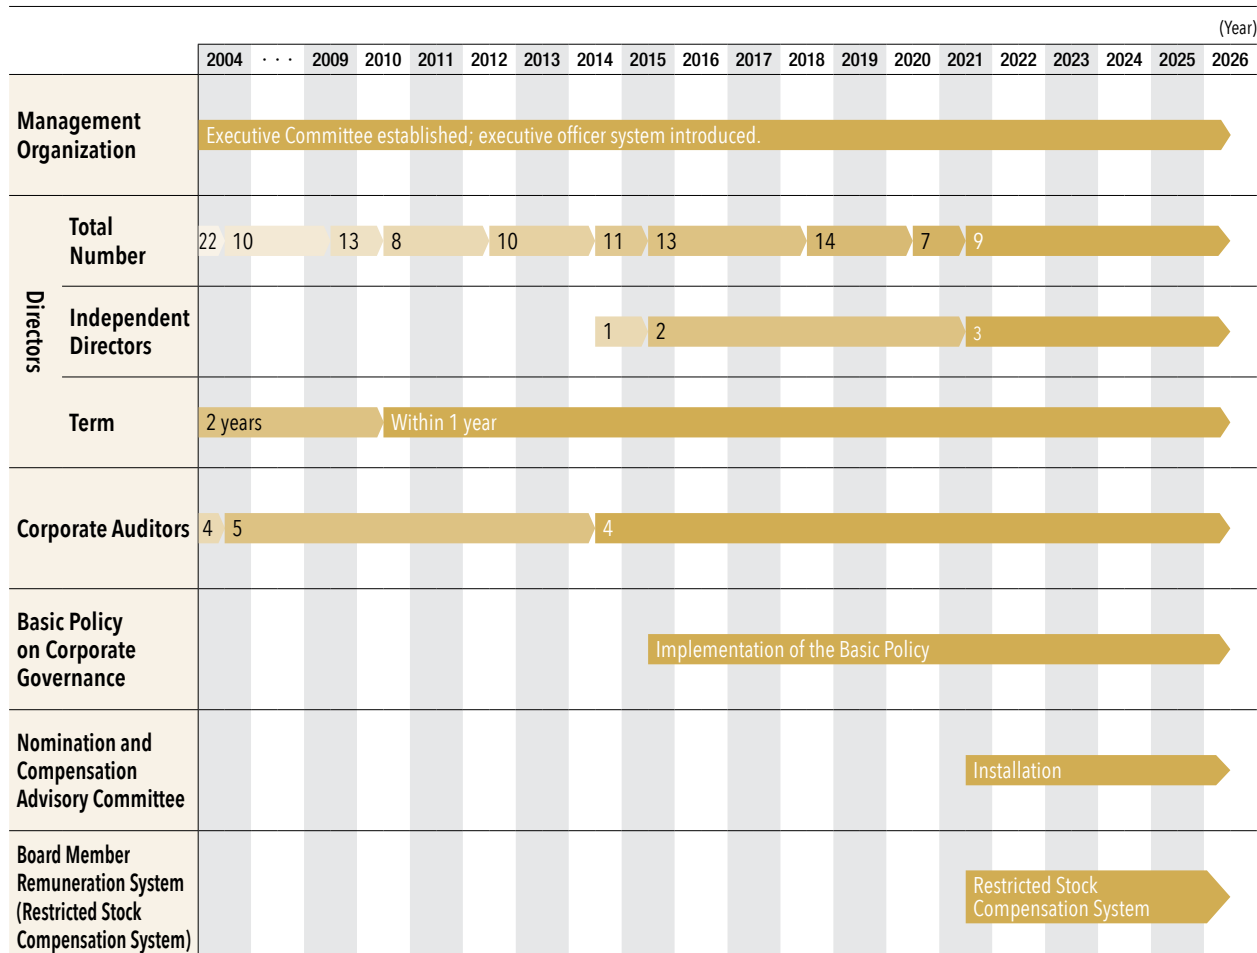 (Year)
2004 · · · 2009 2010 2011 2012 2013 2014 2015 2016 2017 2018 2019 2020 2021 2022 2023 2024 2025 2026
Management
Organization
Executive Committee established; executive officer system introduced.
Directors
Total
Number
22 10 13 8 10 11 13 14 7 9
Independent
Directors
1 2 3
Term
2 years Within 1 year
Corporate Auditors
4 5 4
Basic Policy
on Corporate
Governance
Implementation of the Basic Policy
Nomination and
Compensation
Advisory Committee
Installation
Board Member
Remuneration System
(Restricted Stock
Compensation System)
Restricted Stock
Compensation System